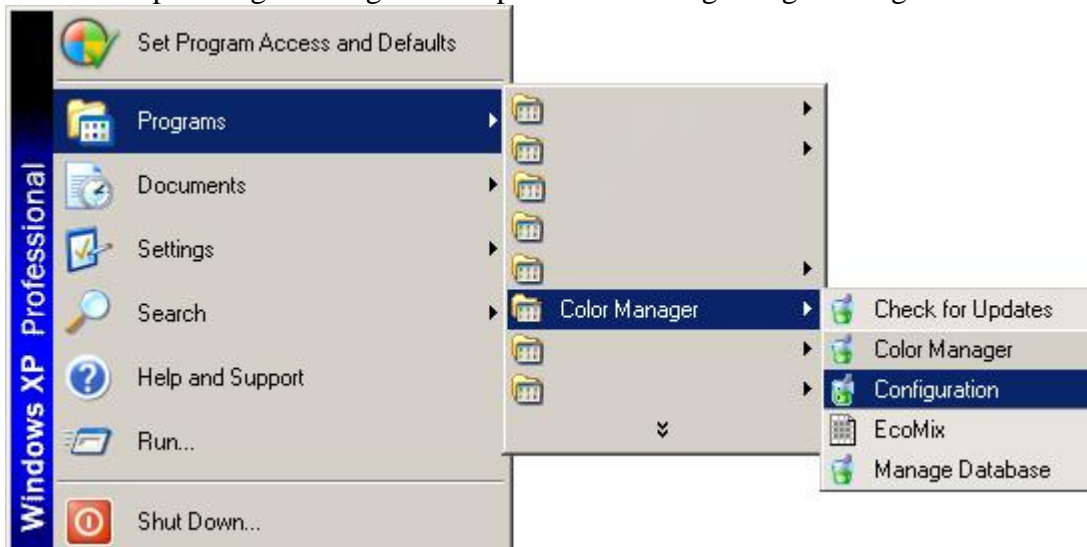 Set Program Access and Defaults
Programs
Documents
Settings
Search
Help and Support
Run...
Shut Down...
Windows XP Professional
Color Manager
Check for Updates
Color Manager
Configuration
EcoMix
Manage Database